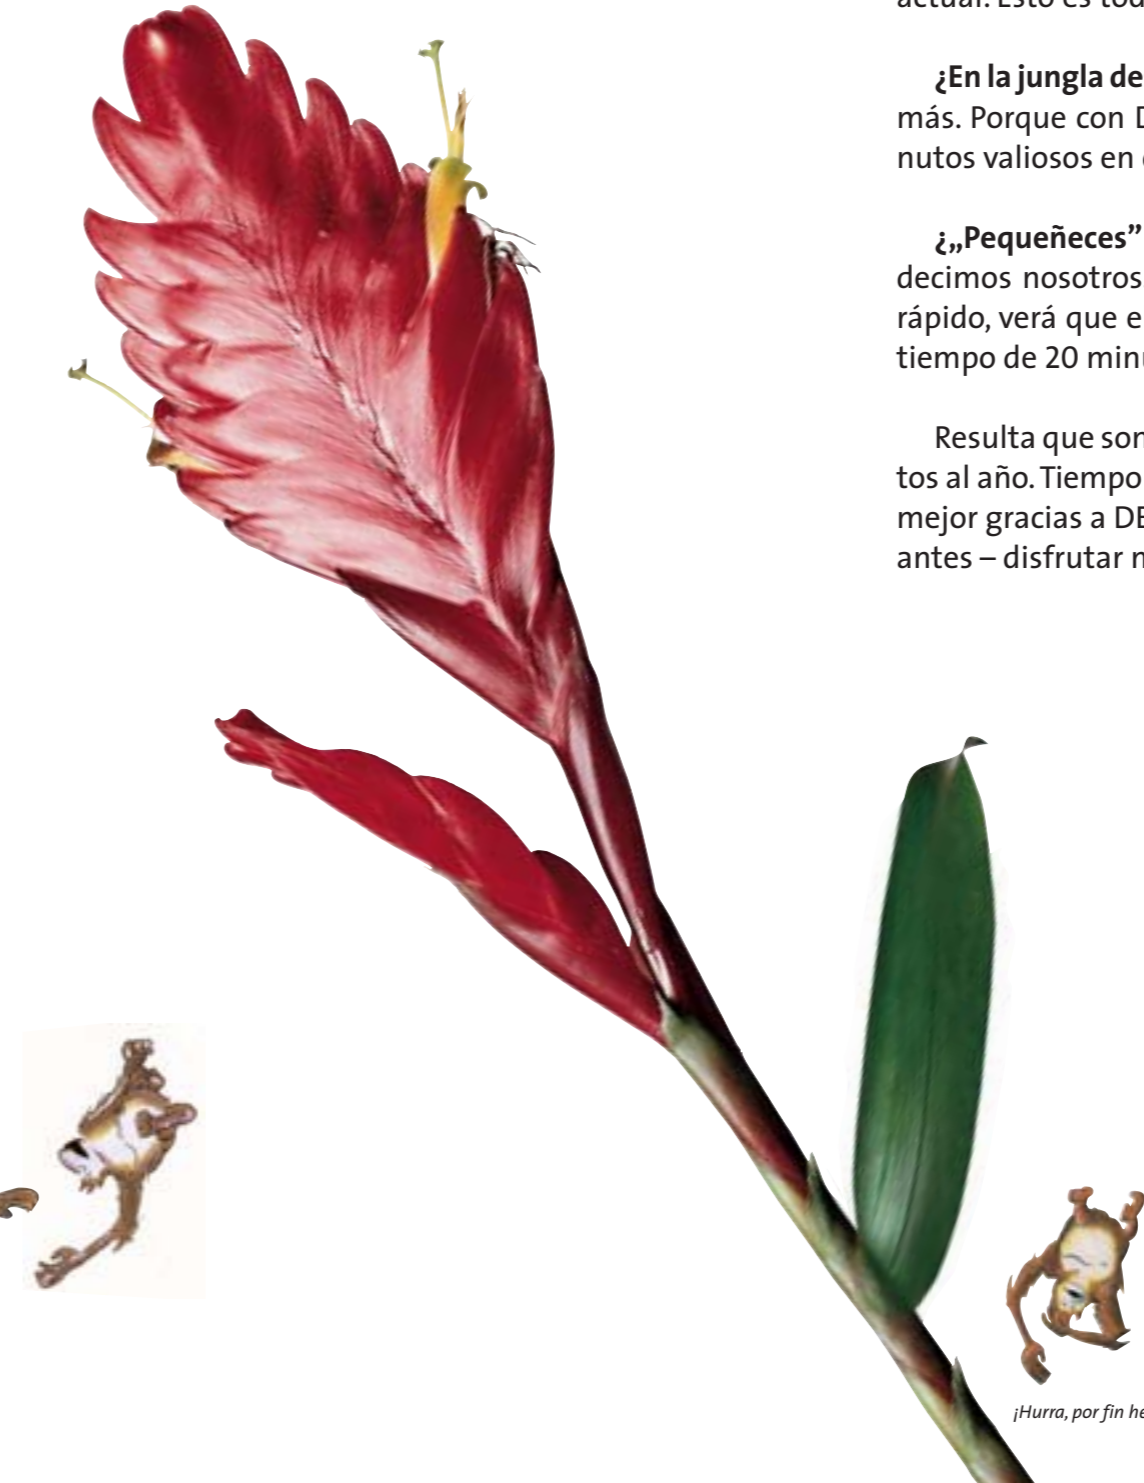 actual. Esto es tod
¿En la jungla de
más. Porque con D
nutos valiosos en
¿„Pequeñeces”
decimos nosotros.
rápido, verá que e
tiempo de 20 minu
Resulta que son
tos al año. Tiempo
mejor gracias a DE
antes – disfrutar
¡Hurra, por fin he